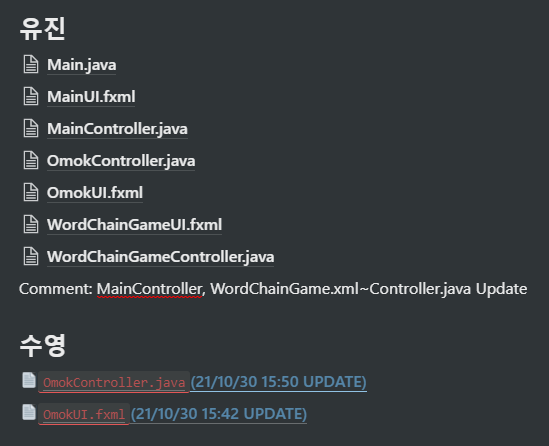 유진
Main.java
MainUI.fxml
MainController.java
OmokController.java
OmokUI.fxml
WordChainGameUI.fxml
WordChainGameController.java
Comment: MainController, WordChainGame.xml~Controller.java Update
수영
OmokController.java (21/10/30 15:50 UPDATE)
OmokUI.fxml (21/10/30 15:42 UPDATE)